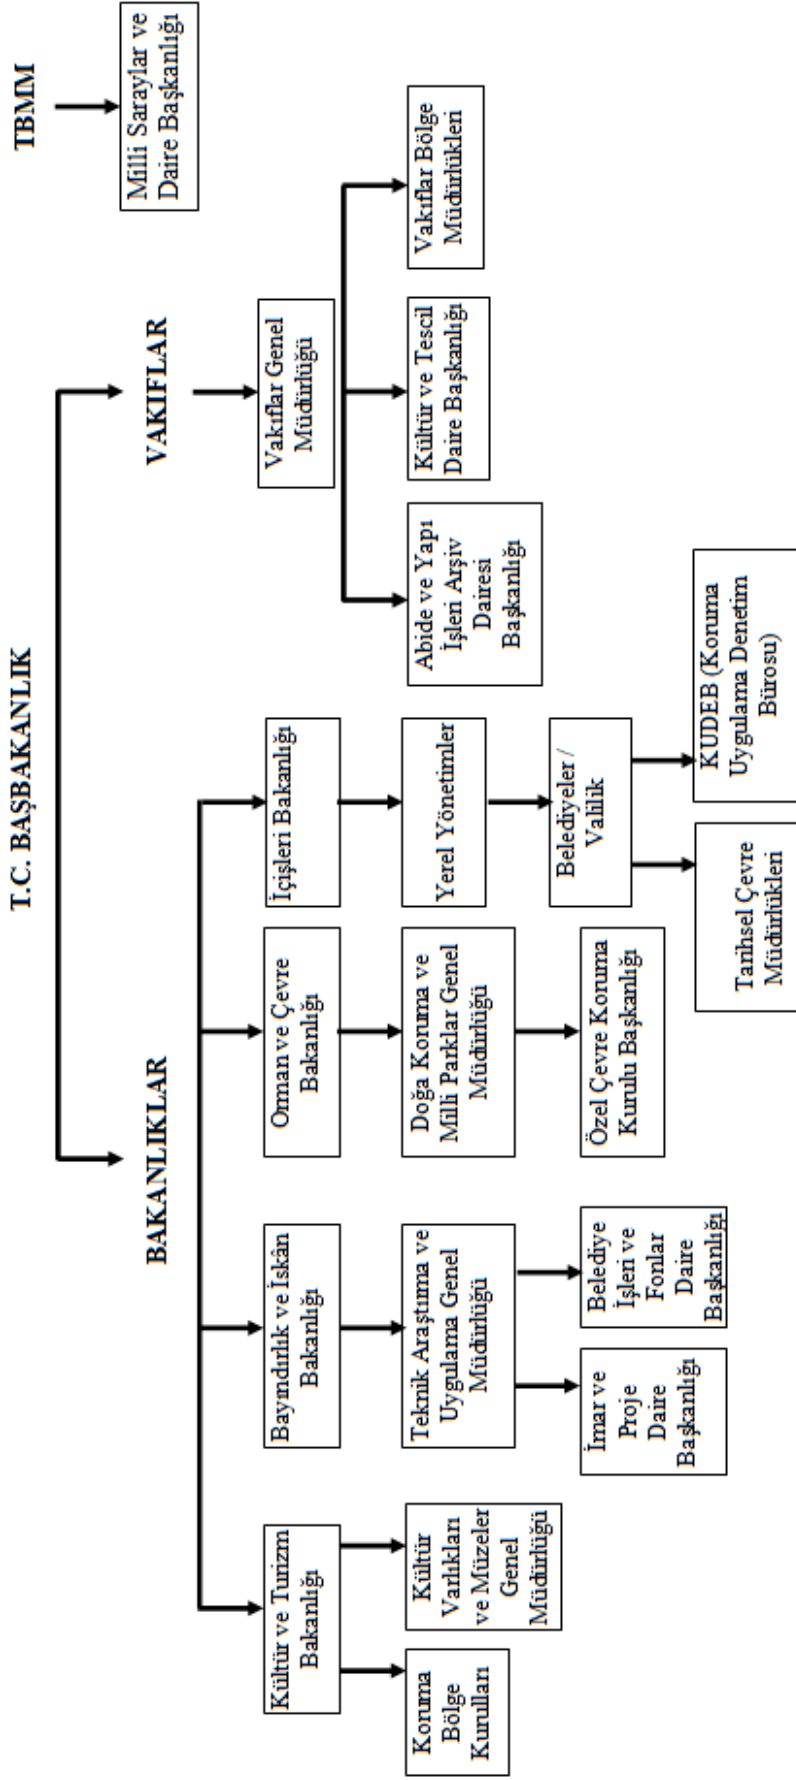 T.C. BAŞBAKANLIK
TBMM
BAKANLIKLAR
VAKIFLAR
Milli Saraylar ve
Daire Başkanlığı
Kültür ve Turizm
Bakanlığı
Bayındırlık ve İskân
Bakanlığı
Orman ve Çevre
Bakanlığı
İçişleri Bakanlığı
Vakıflar Genel
Müdürlüğü
Koruma
Bölge
Kurulları
Kültür
Varlıkları
ve Müzeler
Genel
Müdürlüğü
Teknik Araştırma ve
Uygulama Genel
Müdürlüğü
Doğa Koruma ve
Milli Parklar Genel
Müdürlüğü
Yerel Yönetimler
Abide ve Yapı
İşleri Arşiv
Dairesi
Başkanlığı
Kültür ve Tescil
Daire Başkanlığı
Vakıflar Bölge
Müdürlükleri
İmar ve
Proje
Daire
Başkanlığı
Belediye
İşleri ve
Fonlar
Daire
Başkanlığı
Özel Çevre Koruma
Kurulu Başkanlığı
Belediyeler /
Valilik
Tarihsel Çevre
Müdürlükleri
KUDEB (Koruma
Uygulama Denetim
Bürosu)